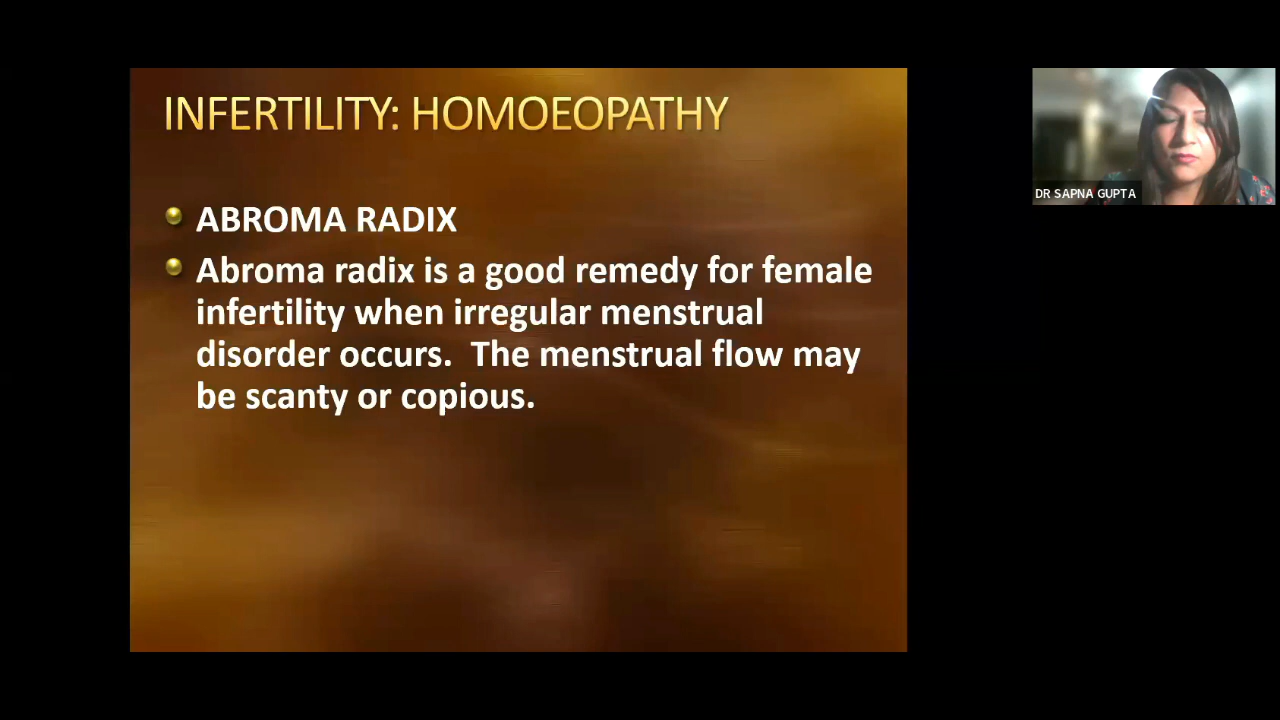 INFERTILITY: HOMOEOPATHY
ABROMA RADIX
Abroma radix is a good remedy for female
infertility when irregular menstrual
disorder occurs.  The menstrual flow may
be scanty or copious.
DR SAPNA GUPTA